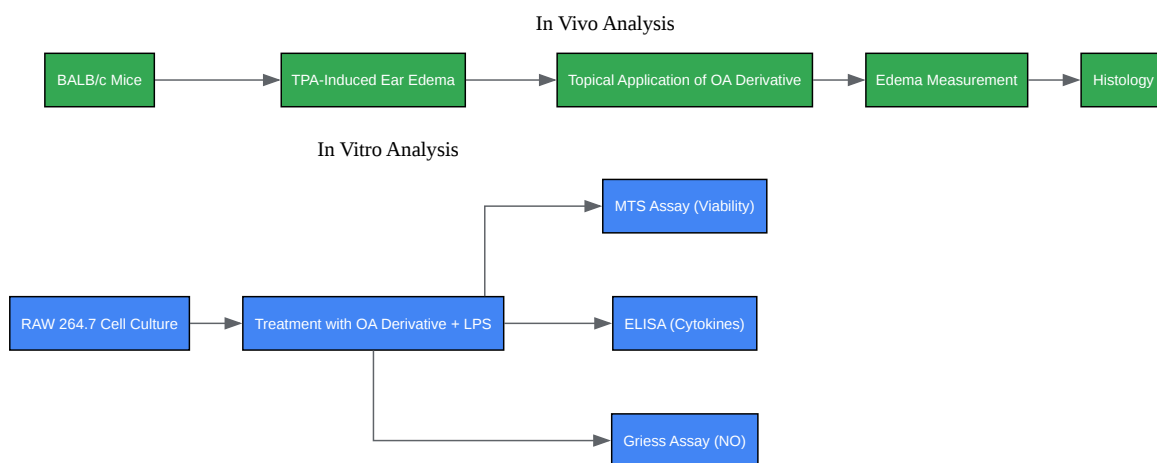 In Vivo Analysis
BALB/c Mice
TPA-Induced Ear Edema
Topical Application of OA Derivative
Edema Measurement
Histology
In Vitro Analysis
MTS Assay (Viability)
RAW 264.7 Cell Culture
Treatment with OA Derivative + LPS
ELISA (Cytokines)
Griess Assay (NO)